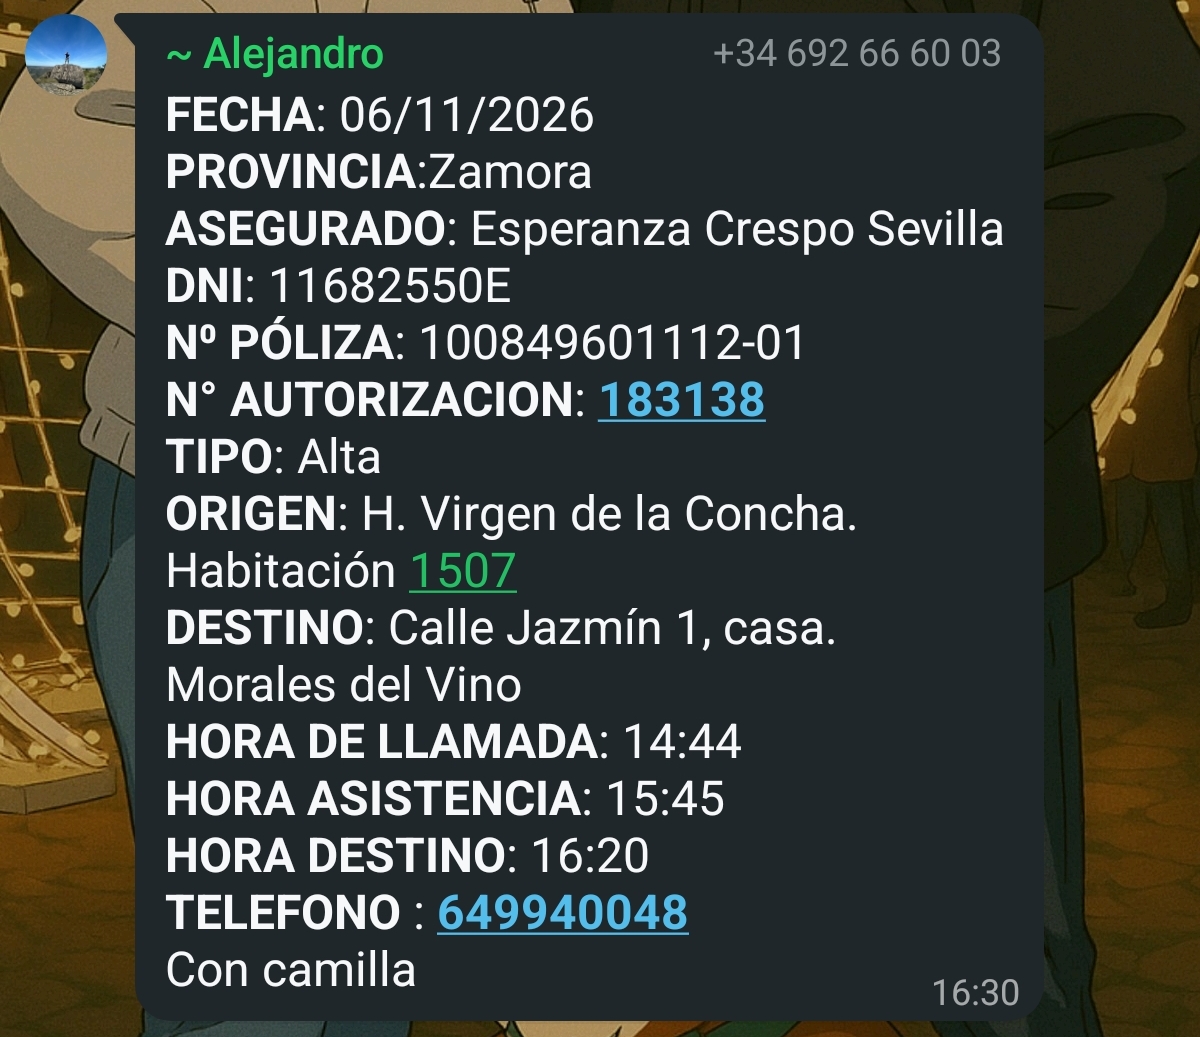 ~ Alejandro +34 692 66 60 03
FECHA: 06/11/2026
PROVINCIA:Zamora
ASEGURADO: Esperanza Crespo Sevilla
DNI: 11682550E
Nº PÓLIZA: 100849601112-01
N° AUTORIZACION: 183138
TIPO: Alta
ORIGEN: H. Virgen de la Concha.
Habitación 1507
DESTINO: Calle Jazmín 1, casa.
Morales del Vino
HORA DE LLAMADA: 14:44
HORA ASISTENCIA: 15:45
HORA DESTINO: 16:20
TELEFONO : 649940048
Con camilla
16:30